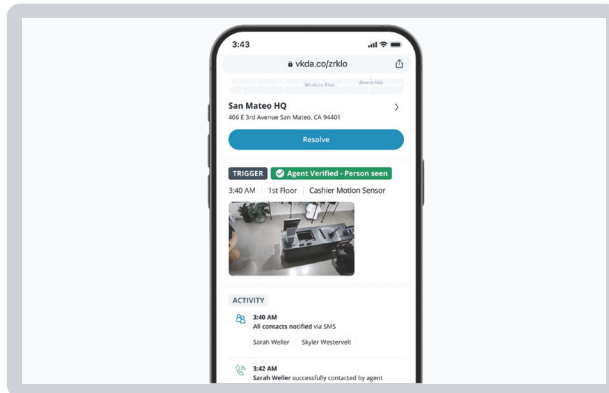 3:43
vkda.co/zrklo
San Mateo HQ
406 E 3rd Avenue San Mateo, CA 94401
Resolve
TRIGGER Agent Verified - Person seen
3:40 AM 1st Floor Cashier Motion Sensor
ACTIVITY
3:40 AM
All contacts notified via SMS
Sarah Weller Skyler Westervelt
3:42 AM
Sarah Weller successfully contacted by agent